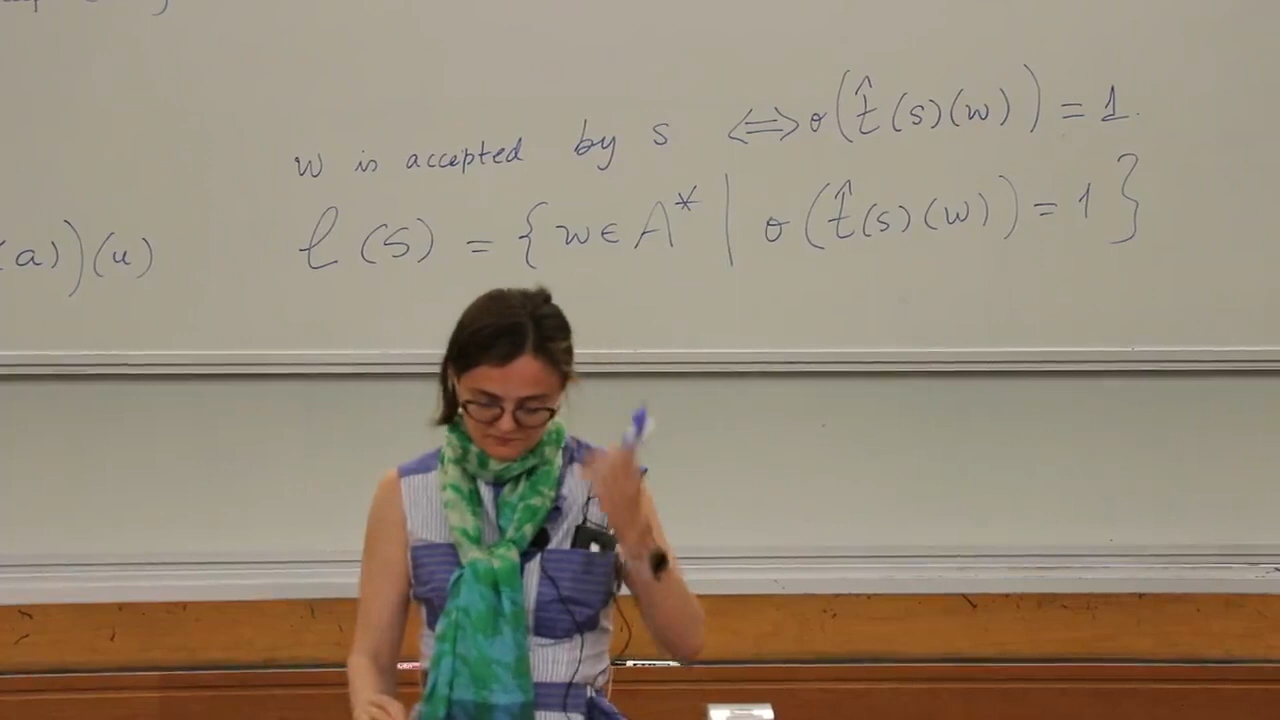 w is accepted by s ⟺ o(t̂(s)(w)) = 1.
(a))(u)
ℓ(s) = {w ∈ A* | o(t̂(s)(w)) = 1}